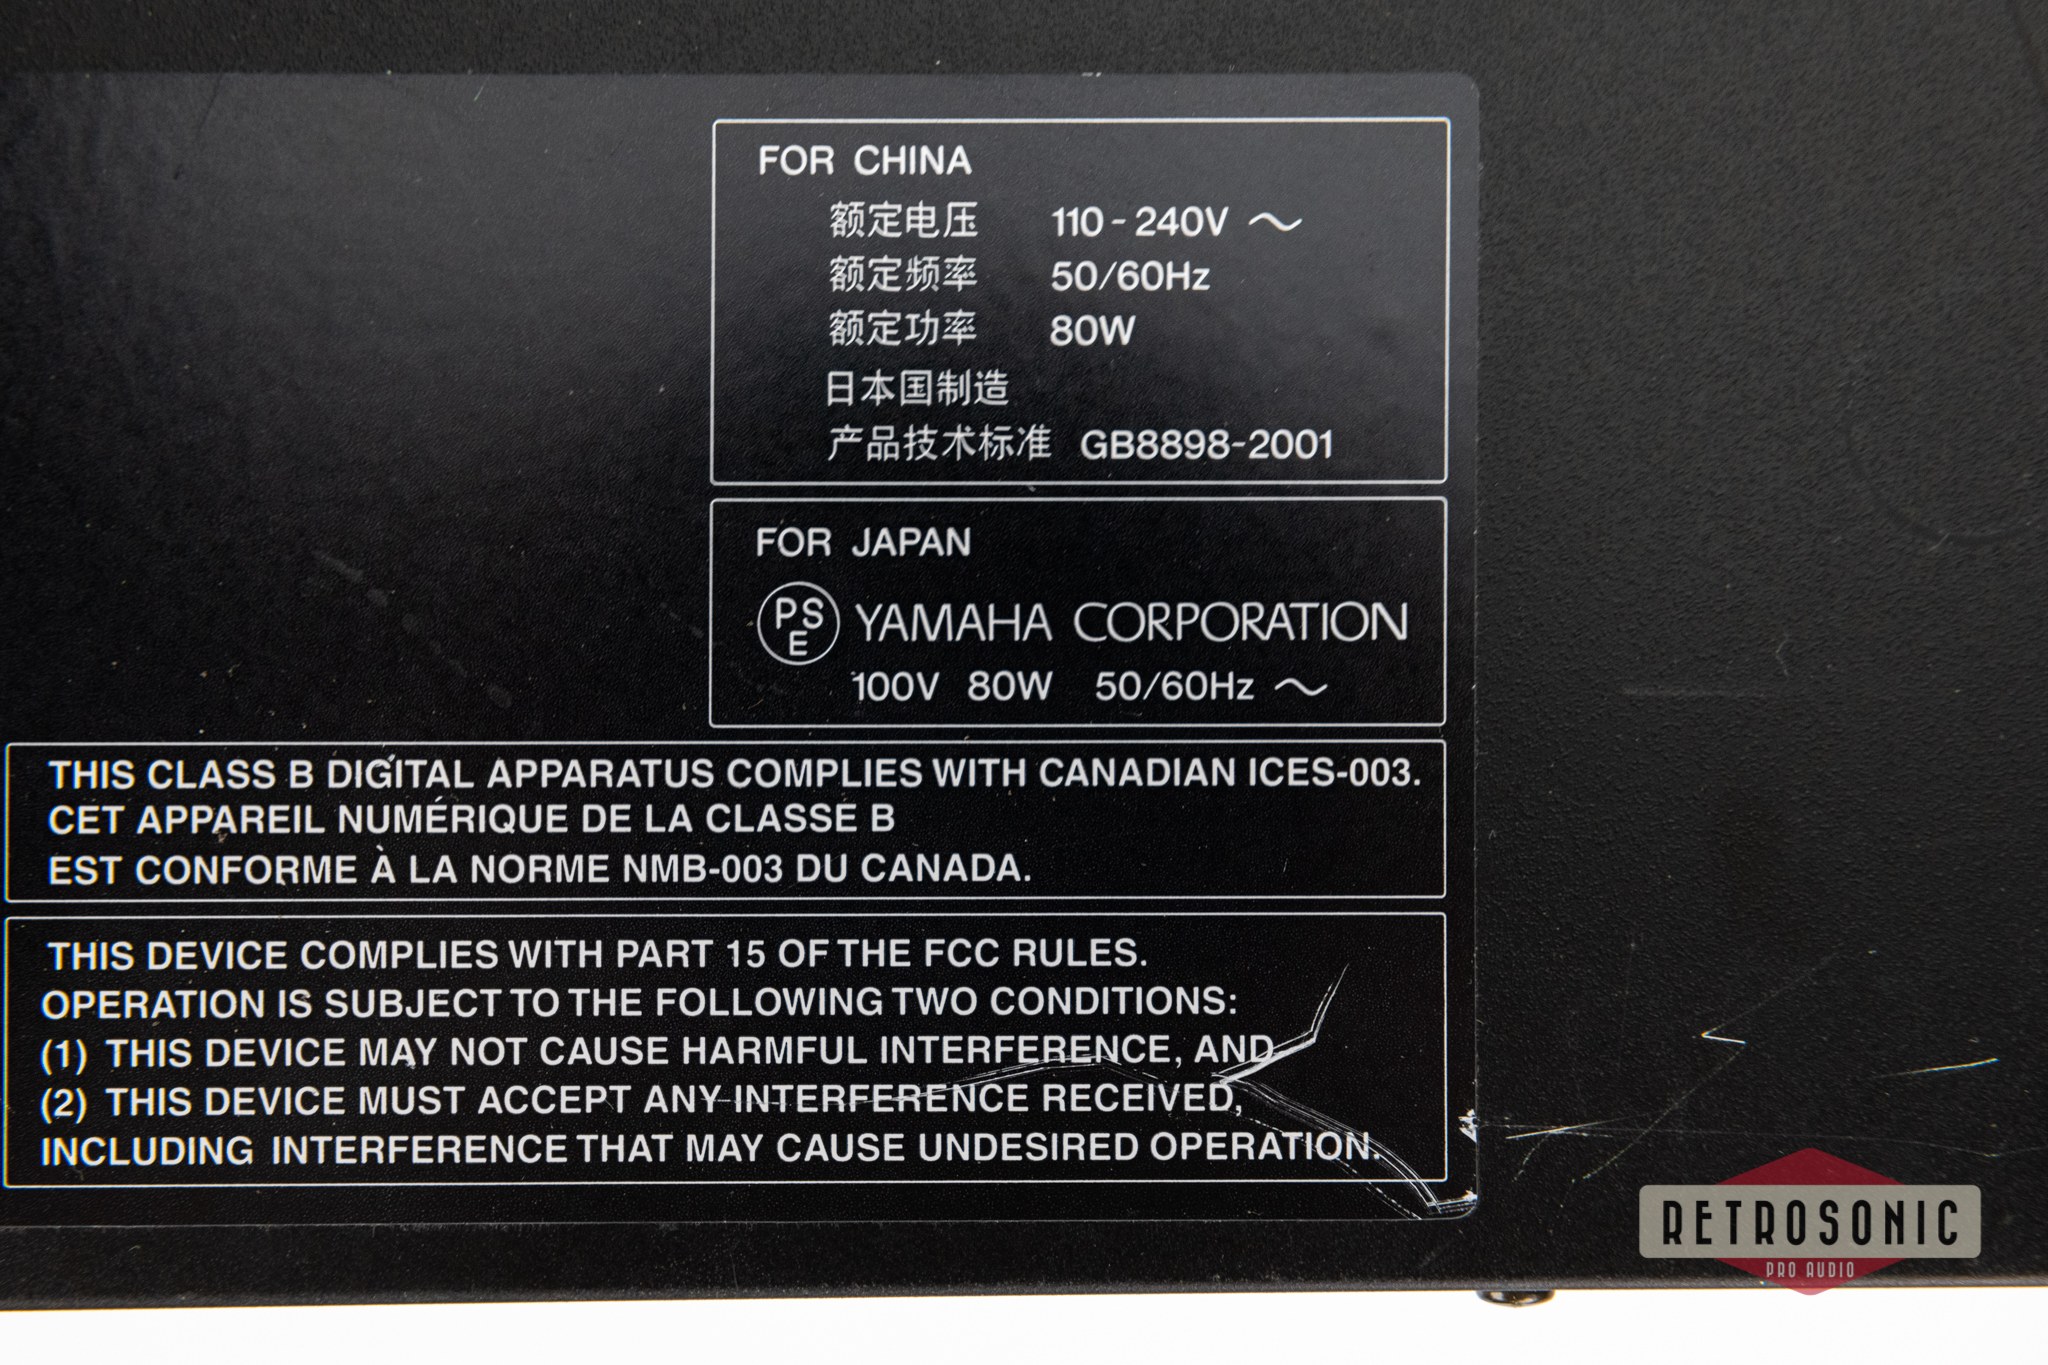 FOR CHINA
额定电压 110-240V ～
额定频率 50/60Hz
额定功率 80W
日本国制造
产品技术标准 GB8898-2001
FOR JAPAN
PSE YAMAHA CORPORATION
100V 80W 50/60Hz ～
THIS CLASS B DIGITAL APPARATUS COMPLIES WITH CANADIAN ICES-003.
CET APPAREIL NUMÉRIQUE DE LA CLASSE B
EST CONFORME À LA NORME NMB-003 DU CANADA.
THIS DEVICE COMPLIES WITH PART 15 OF THE FCC RULES.
OPERATION IS SUBJECT TO THE FOLLOWING TWO CONDITIONS:
(1) THIS DEVICE MAY NOT CAUSE HARMFUL INTERFERENCE, AND
(2) THIS DEVICE MUST ACCEPT ANY INTERFERENCE RECEIVED,
INCLUDING INTERFERENCE THAT MAY CAUSE UNDESIRED OPERATION.
RETROSONIC
PRO AUDIO